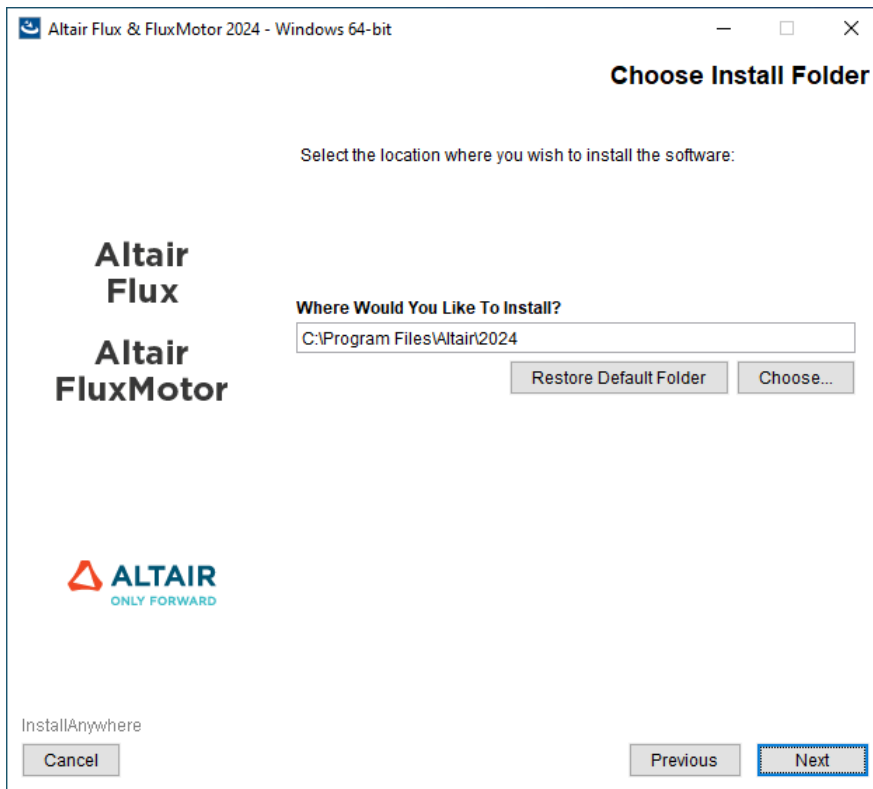 Altair Flux & FluxMotor 2024 - Windows 64-bit
Choose Install Folder
Select the location where you wish to install the software:
Altair
Flux
Altair
FluxMotor
Where Would You Like To Install?
C:\Program Files\Altair\2024
Restore Default Folder
Choose...
ALTAIR
ONLY FORWARD
InstallAnywhere
Cancel
Previous
Next